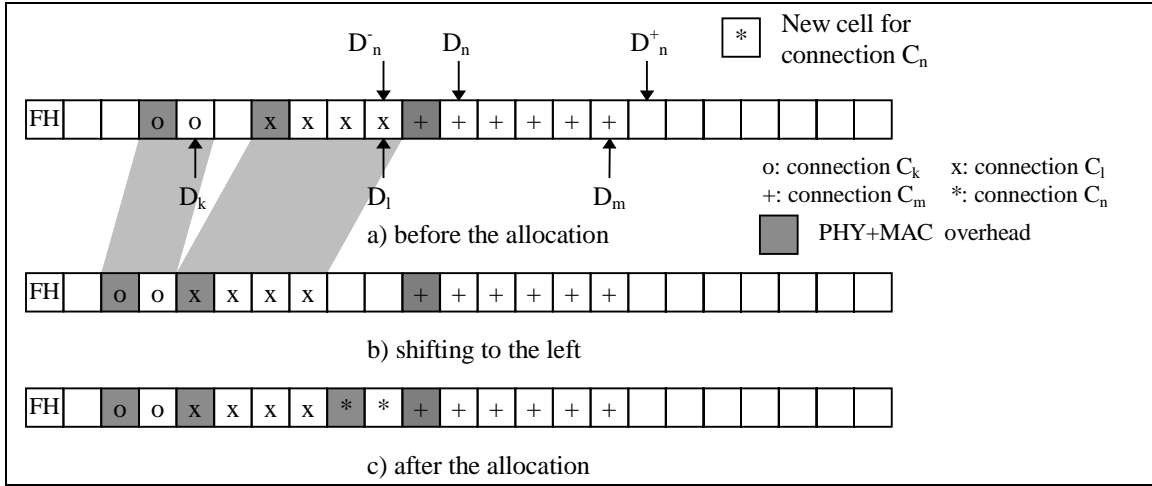 * New cell for
connection Cn
D-n Dn D+n
FH o o x x x x + + + + + +
Dk Dl Dm
o: connection Ck x: connection Cl
+: connection Cm *: connection Cn
PHY+MAC overhead
a) before the allocation
FH o o x x x x + + + + + +
b) shifting to the left
FH o o x x x x * * + + + + + +
c) after the allocation